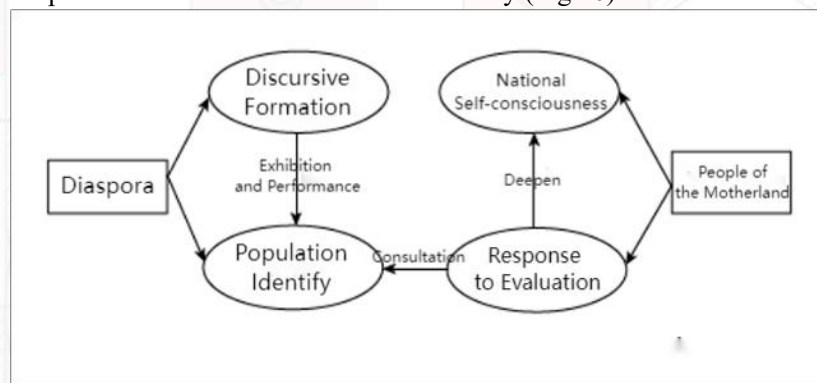 Discursive
Formation
National
Self-consciousness
Exhibition
and Performance
Diaspora
Deepen
People of
the Motherland
Population
Identify
Consultation
Response
to Evaluation